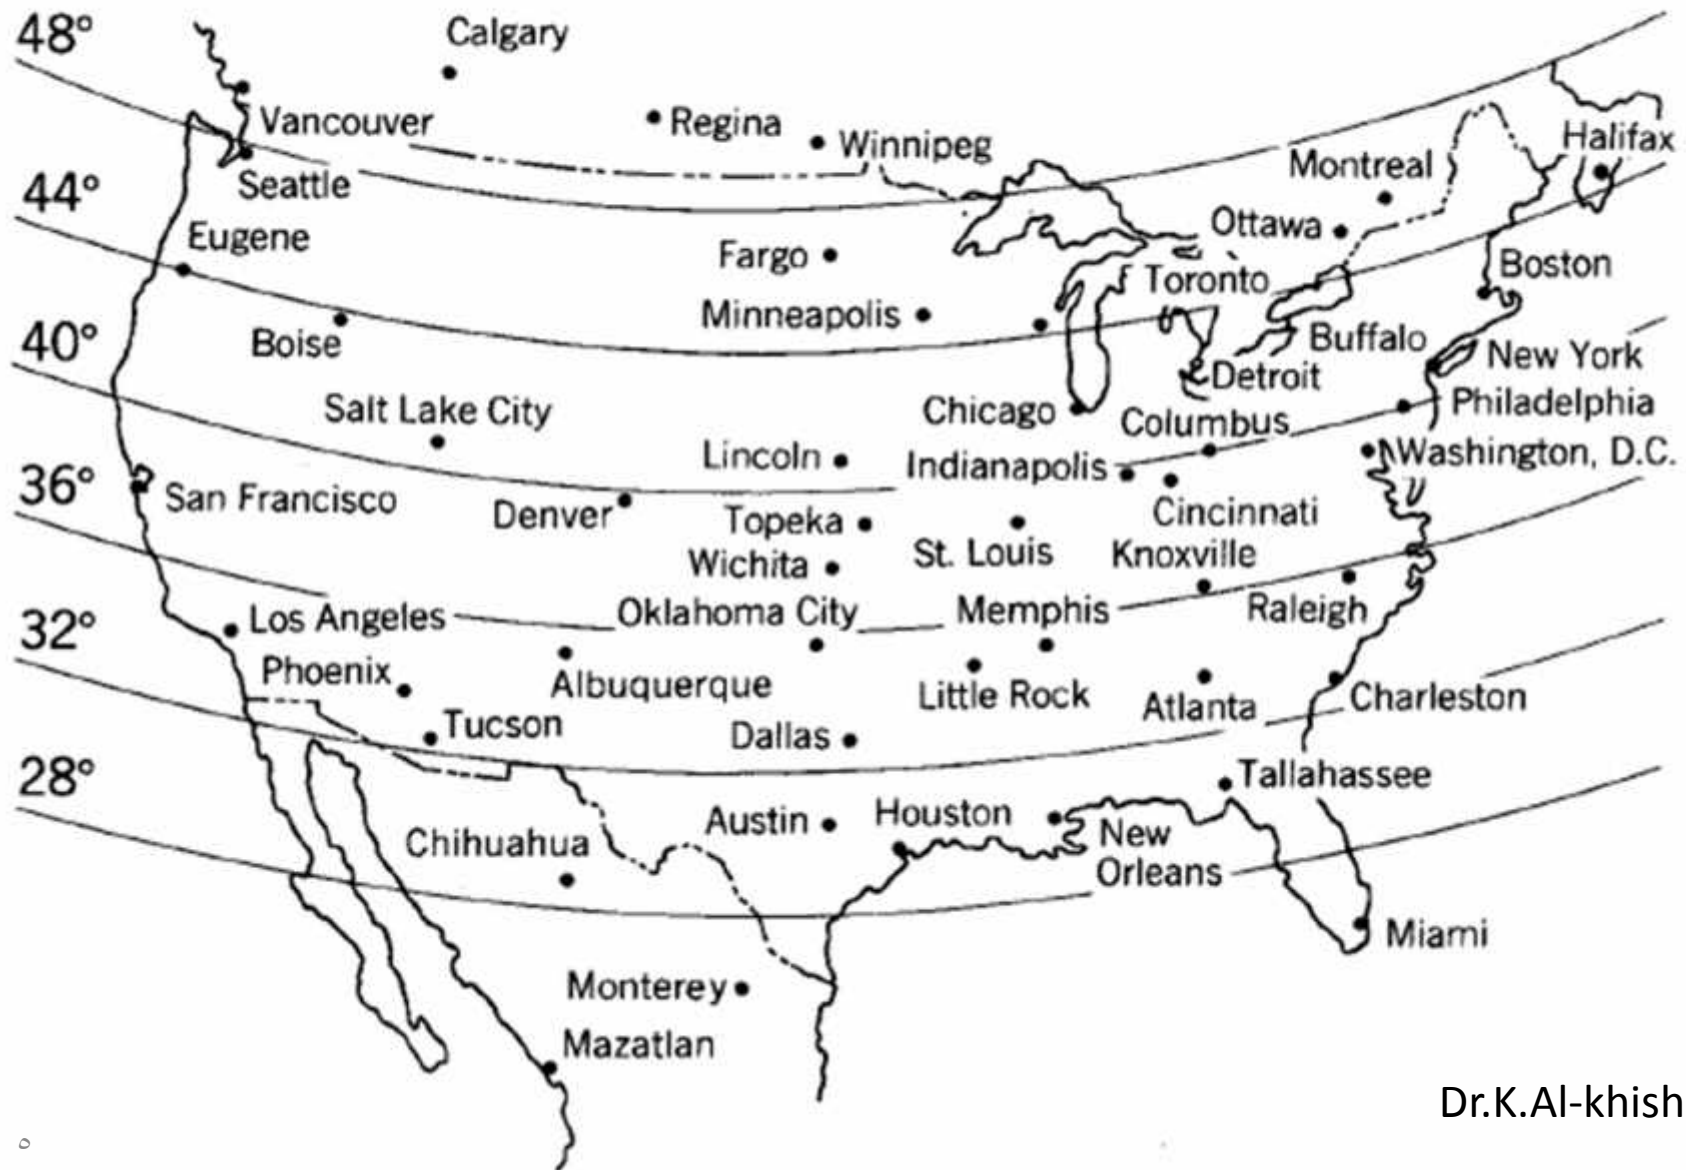 48°
Calgary
Vancouver
Regina
Winnipeg
Halifax
Montreal
44°
Seattle
Ottawa
Eugene
Fargo
Boston
Toronto
Minneapolis
40°
Boise
Buffalo
New York
Detroit
Salt Lake City
Chicago
Columbus
Philadelphia
Lincoln
Indianapolis
Washington, D.C.
36°
San Francisco
Denver
Topeka
Cincinnati
St. Louis
Knoxville
Wichita
32°
Los Angeles
Oklahoma City
Memphis
Raleigh
Phoenix
Albuquerque
Little Rock
Atlanta
Charleston
Tucson
Dallas
28°
Tallahassee
Austin
Houston
Chihuahua
New
Orleans
Miami
Monterey
Mazatlan
Dr.K.Al-khish
٥